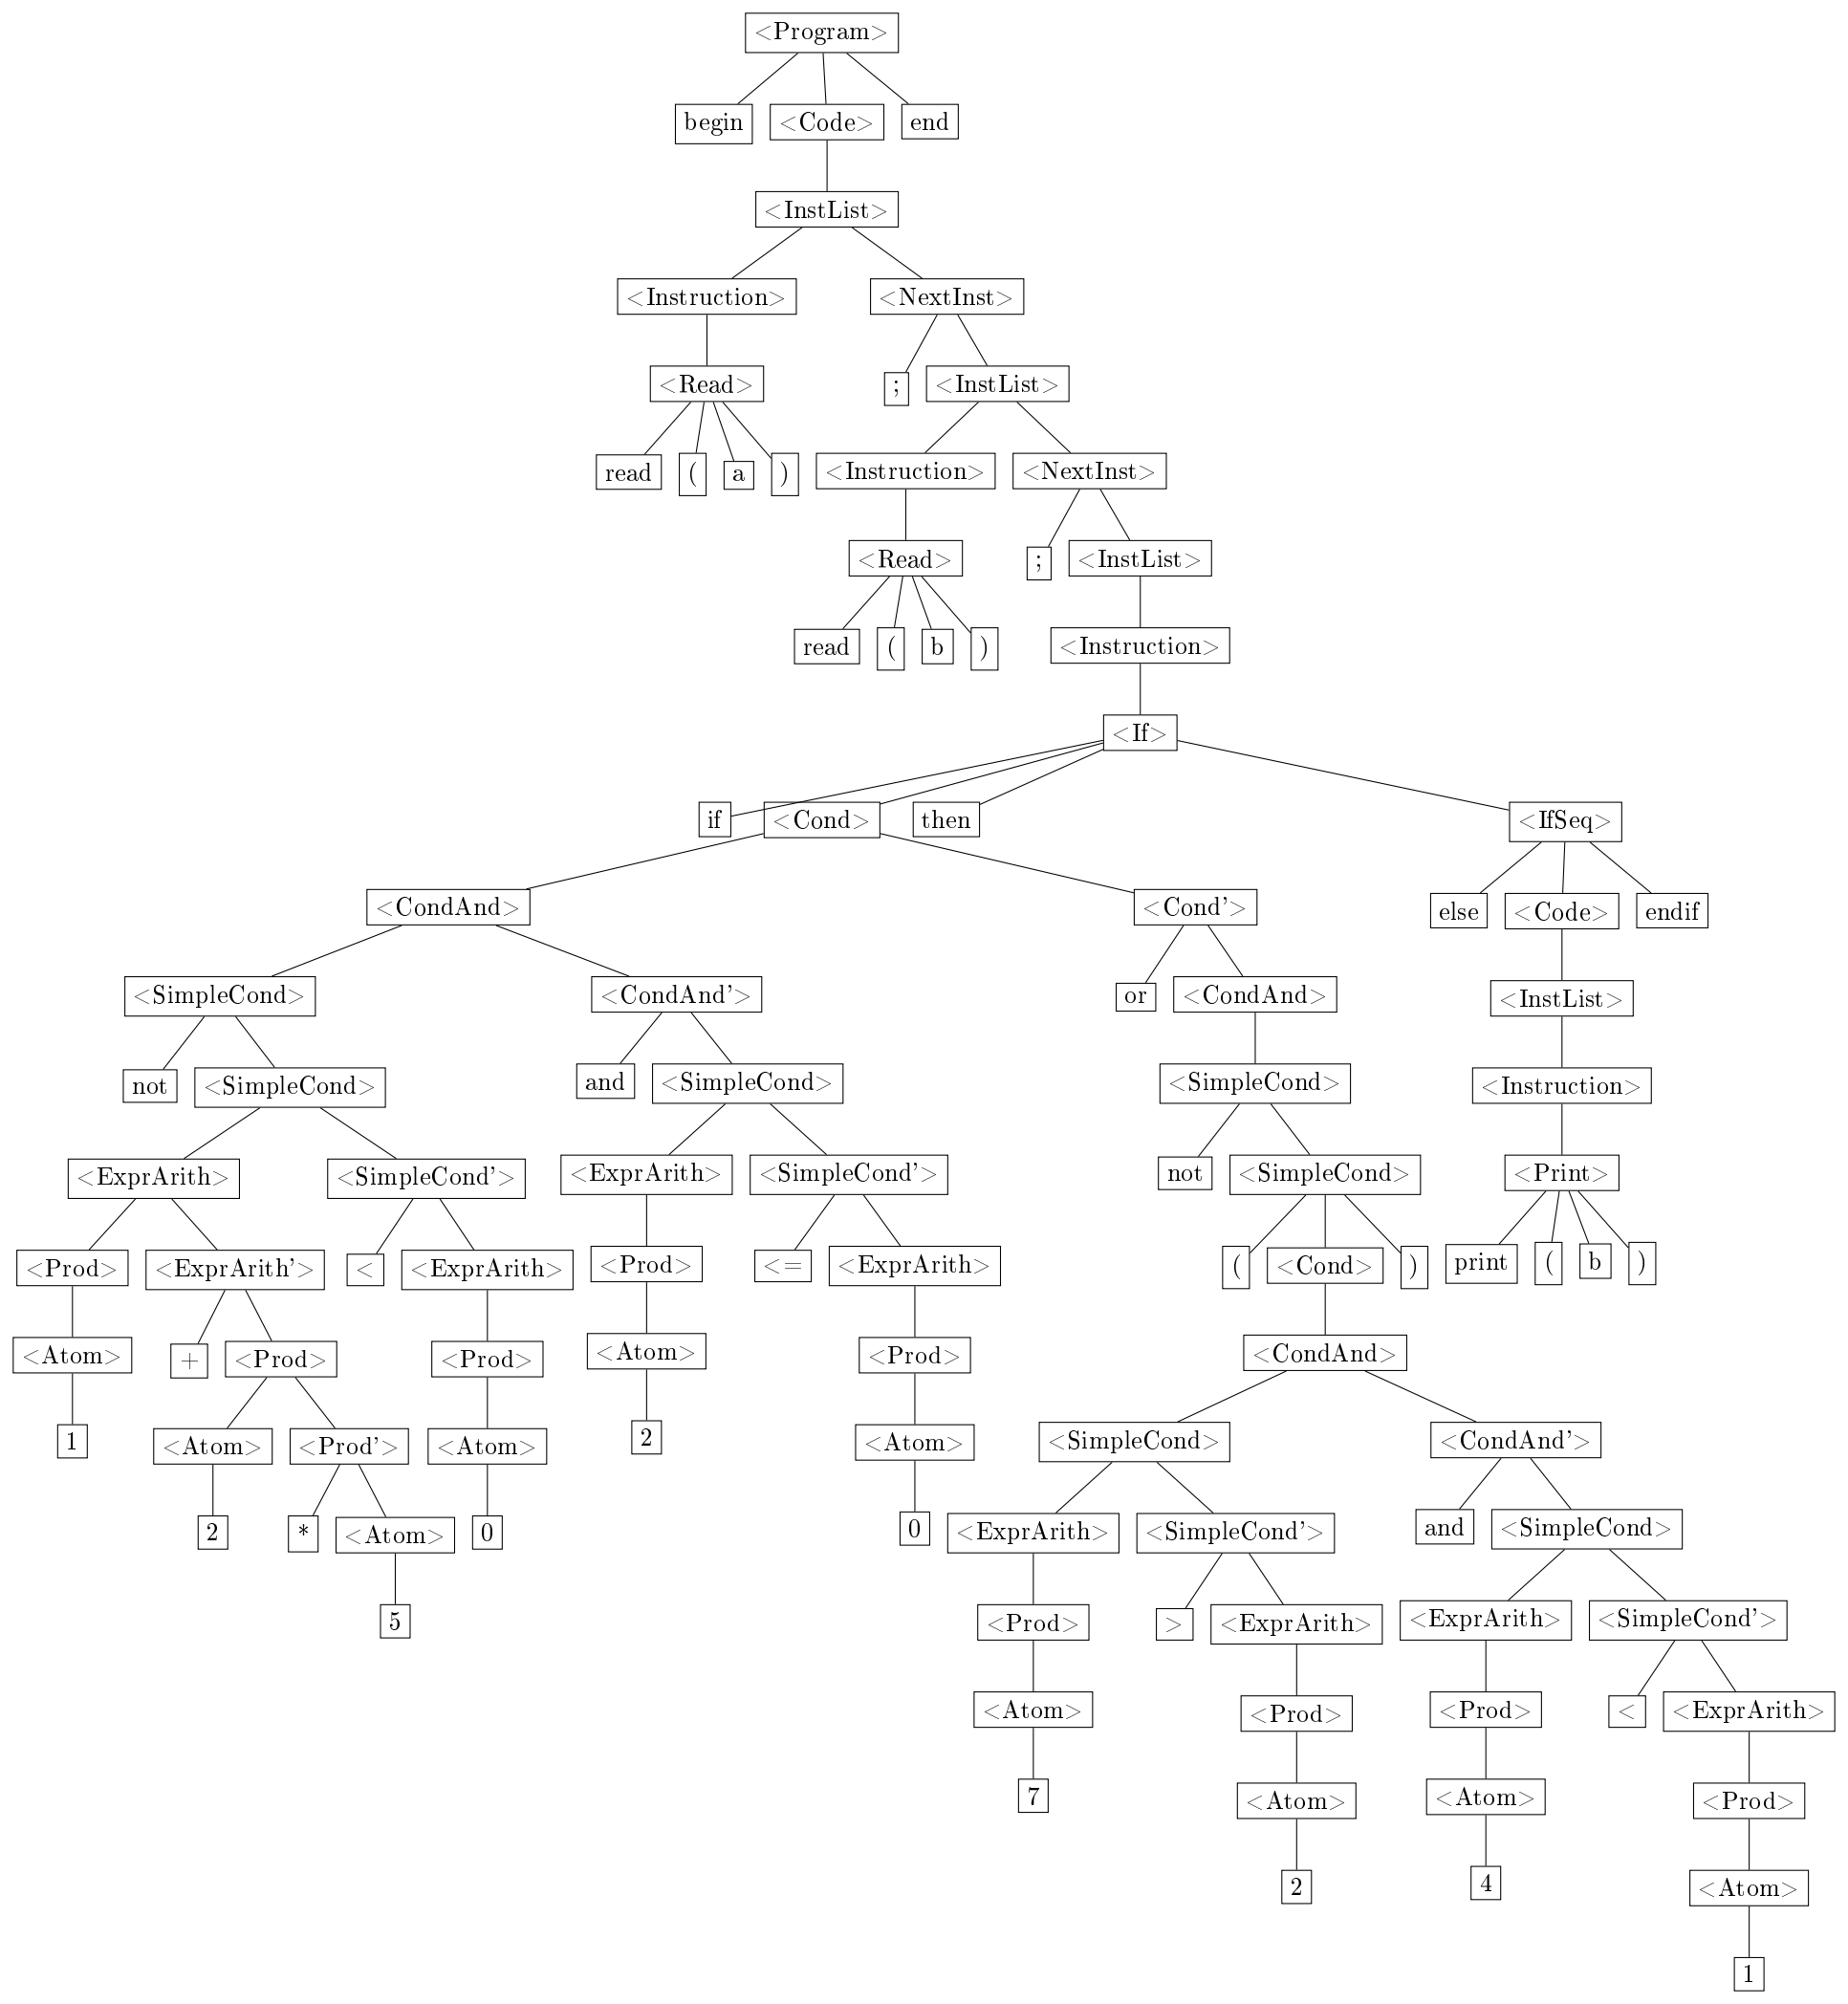 <Program>
begin <Code> end
<InstList>
<Instruction> <NextInst>
<Read> ; <InstList>
read ( a ) <Instruction> <NextInst>
<Read> ; <InstList>
read ( b ) <Instruction>
<If>
if <Cond> then <IfSeq>
<CondAnd> <Cond'> else <Code> endif
<SimpleCond> <CondAnd'> or <CondAnd> <InstList>
not <SimpleCond> and <SimpleCond> <SimpleCond> <Instruction>
<ExprArith> <SimpleCond'> <ExprArith> <SimpleCond'> not <SimpleCond> <Print>
<Prod> <ExprArith'> < <ExprArith> <Prod> <= <ExprArith> ( <Cond> ) print ( b )
<Atom> + <Prod> <Prod> <Atom> <Prod> <CondAnd>
1 <Atom> <Prod'> <Atom> 2 <Atom> <SimpleCond> <CondAnd'>
2 * <Atom> 0 0 <ExprArith> <SimpleCond'> and <SimpleCond>
5 <Prod> > <ExprArith> <ExprArith> <SimpleCond'>
<Atom> <Prod> <Prod> < <ExprArith>
7 <Atom> <Atom> <Prod>
2 4 <Atom>
1